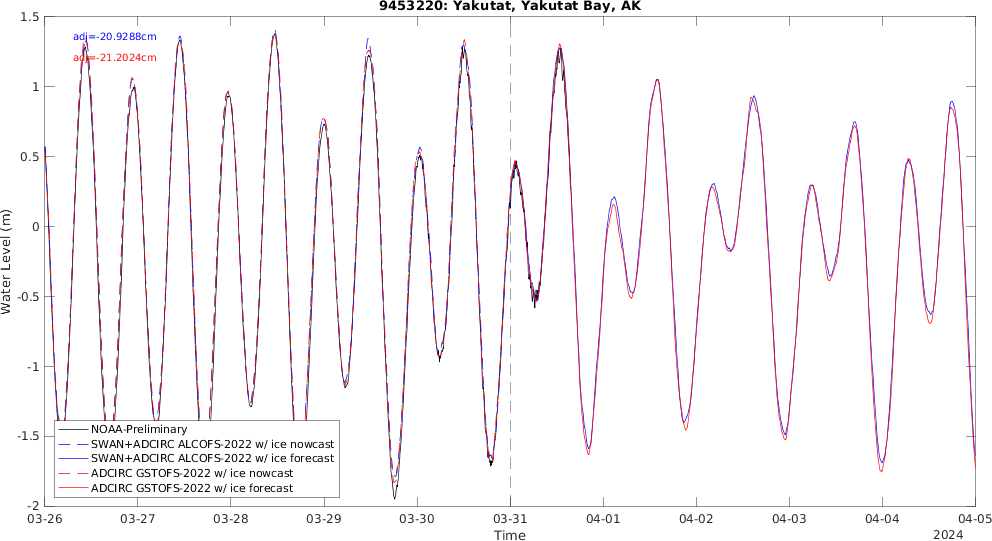 9453220: Yakutat, Yakutat Bay, AK
adj=-20.9288cm
adj=-21.2024cm
Water Level (m)
1.5
1
0.5
0
-0.5
-1
-1.5
-2
NOAA-Preliminary
SWAN+ADCIRC ALCOFS-2022 w/ ice nowcast
SWAN+ADCIRC ALCOFS-2022 w/ ice forecast
ADCIRC GSTOFS-2022 w/ ice nowcast
ADCIRC GSTOFS-2022 w/ ice forecast
03-26 03-27 03-28 03-29 03-30 03-31 04-01 04-02 04-03 04-04 04-05
Time
2024